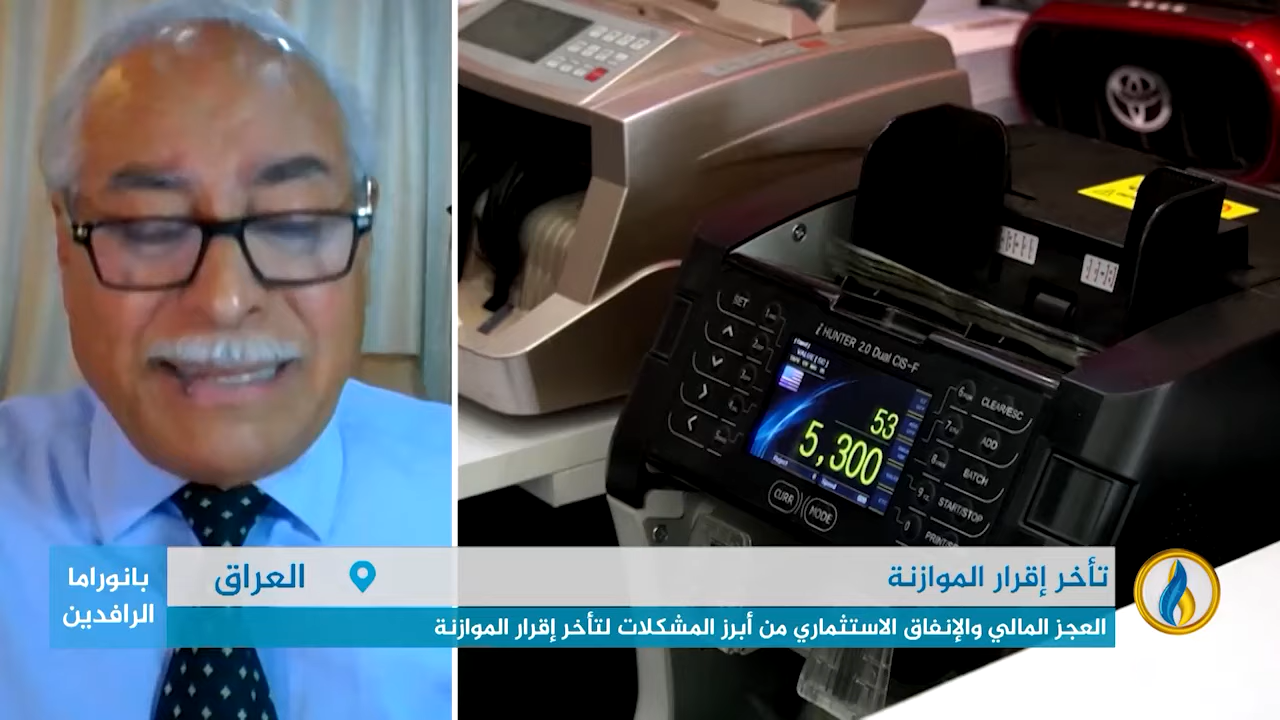 iHUNTER 2.0 Dual CIS-F
SET
53
5,300
CURR
MODE
CLEAR/ESC
ADD
BATCH
START/STOP
تأخر إقرار الموازنة
العراق
بانوراما
الرافدين
العجز المالي والإنفاق الاستثماري من أبرز المشكلات لتأخر إقرار الموازنة